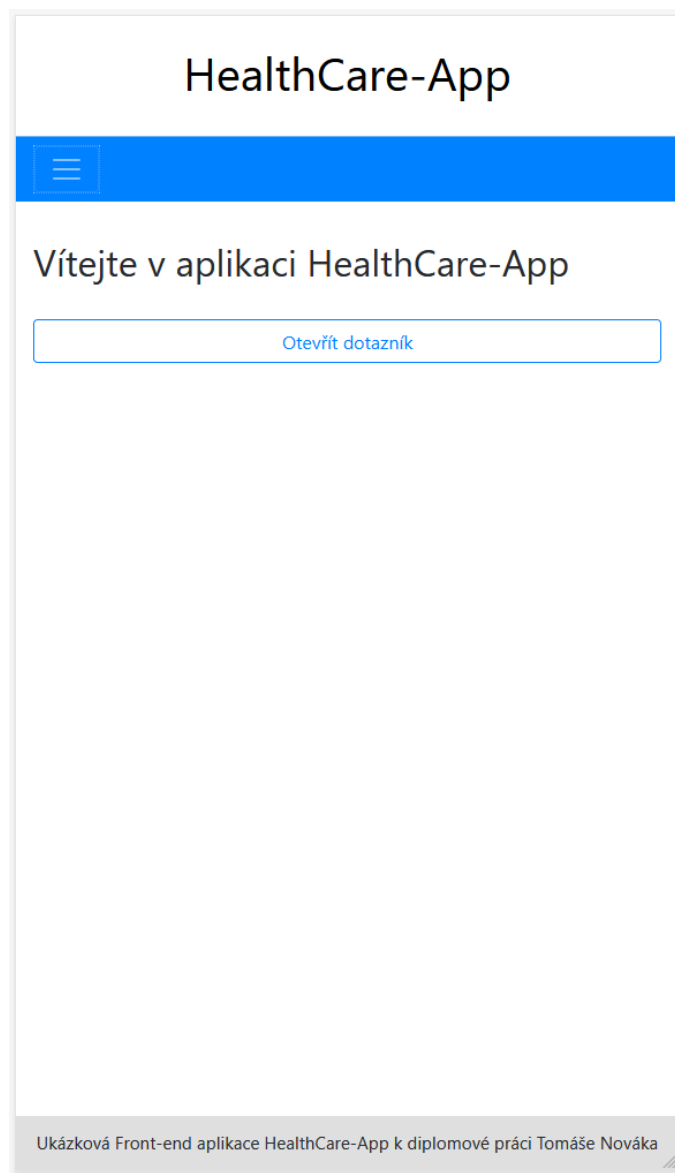 HealthCare-App
Vítejte v aplikaci HealthCare-App
Otevřít dotazník
Ukázková Front-end aplikace HealthCare-App k diplomové práci Tomáše Nováka